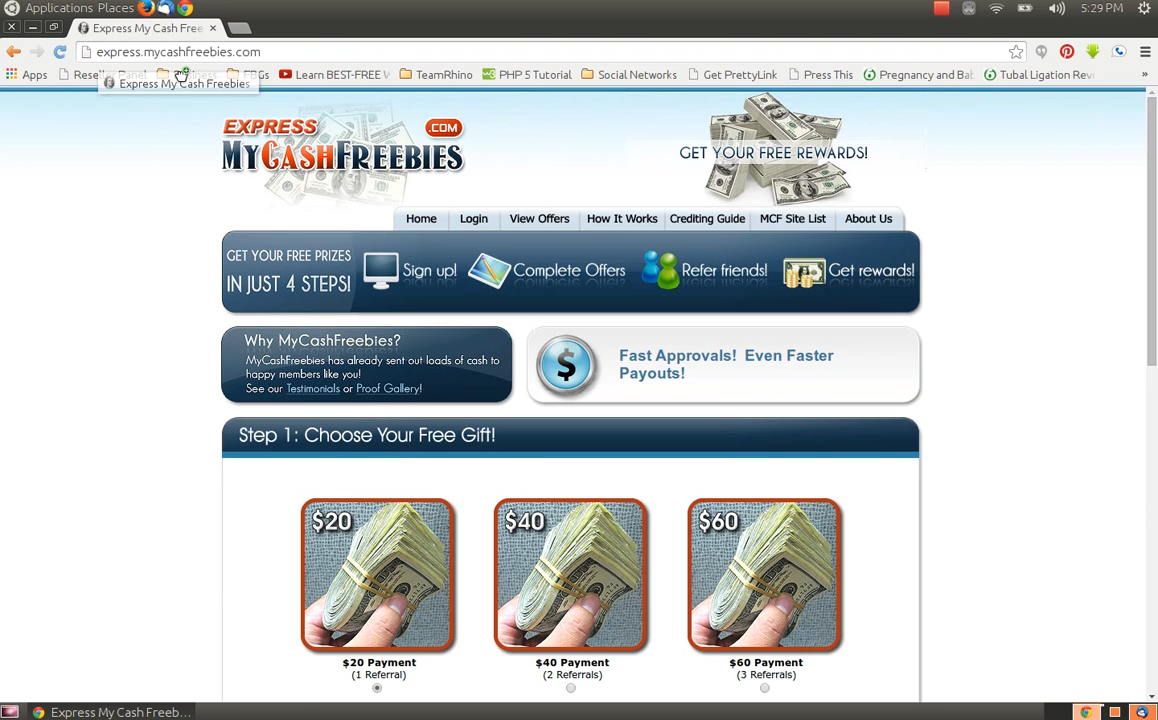 Applications Places
5:29 PM
Express My Cash Free
express.mycashfreebies.com
Apps
Learn BEST-FREE
TeamRhino
PHP 5 Tutorial
Social Networks
Get PrettyLink
Press This
Pregnancy and Bab
Tubal Ligation Rev
»
Express My Cash Freebies
EXPRESS .COM
MYCASHFREEBIES
GET YOUR FREE REWARDS!
Home Login View Offers How It Works Crediting Guide MCF Site List About Us
GET YOUR FREE PRIZES
IN JUST 4 STEPS!
Sign up! Complete Offers Refer friends! Get rewards!
Why MyCashFreebies?
MyCashFreebies has already sent out loads of cash to
happy members like you!
See our Testimonials or Proof Gallery!
$
Fast Approvals! Even Faster
Payouts!
Step 1: Choose Your Free Gift!
$20 $40 $60
$20 Payment $40 Payment $60 Payment
(1 Referral) (2 Referrals) (3 Referrals)
Express My Cash Freeb...